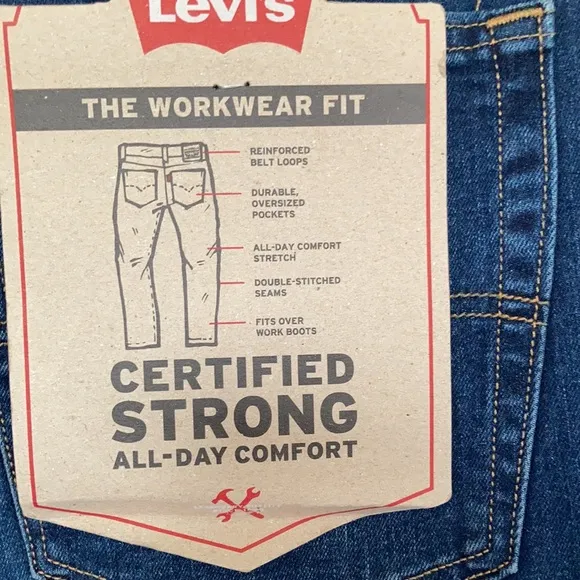 Levi's
THE WORKWEAR FIT
REINFORCED
BELT LOOPS
DURABLE,
OVERSIZED
POCKETS
ALL-DAY COMFORT
STRETCH
DOUBLE-STITCHED
SEAMS
FITS OVER
WORK BOOTS
CERTIFIED
STRONG
ALL-DAY COMFORT